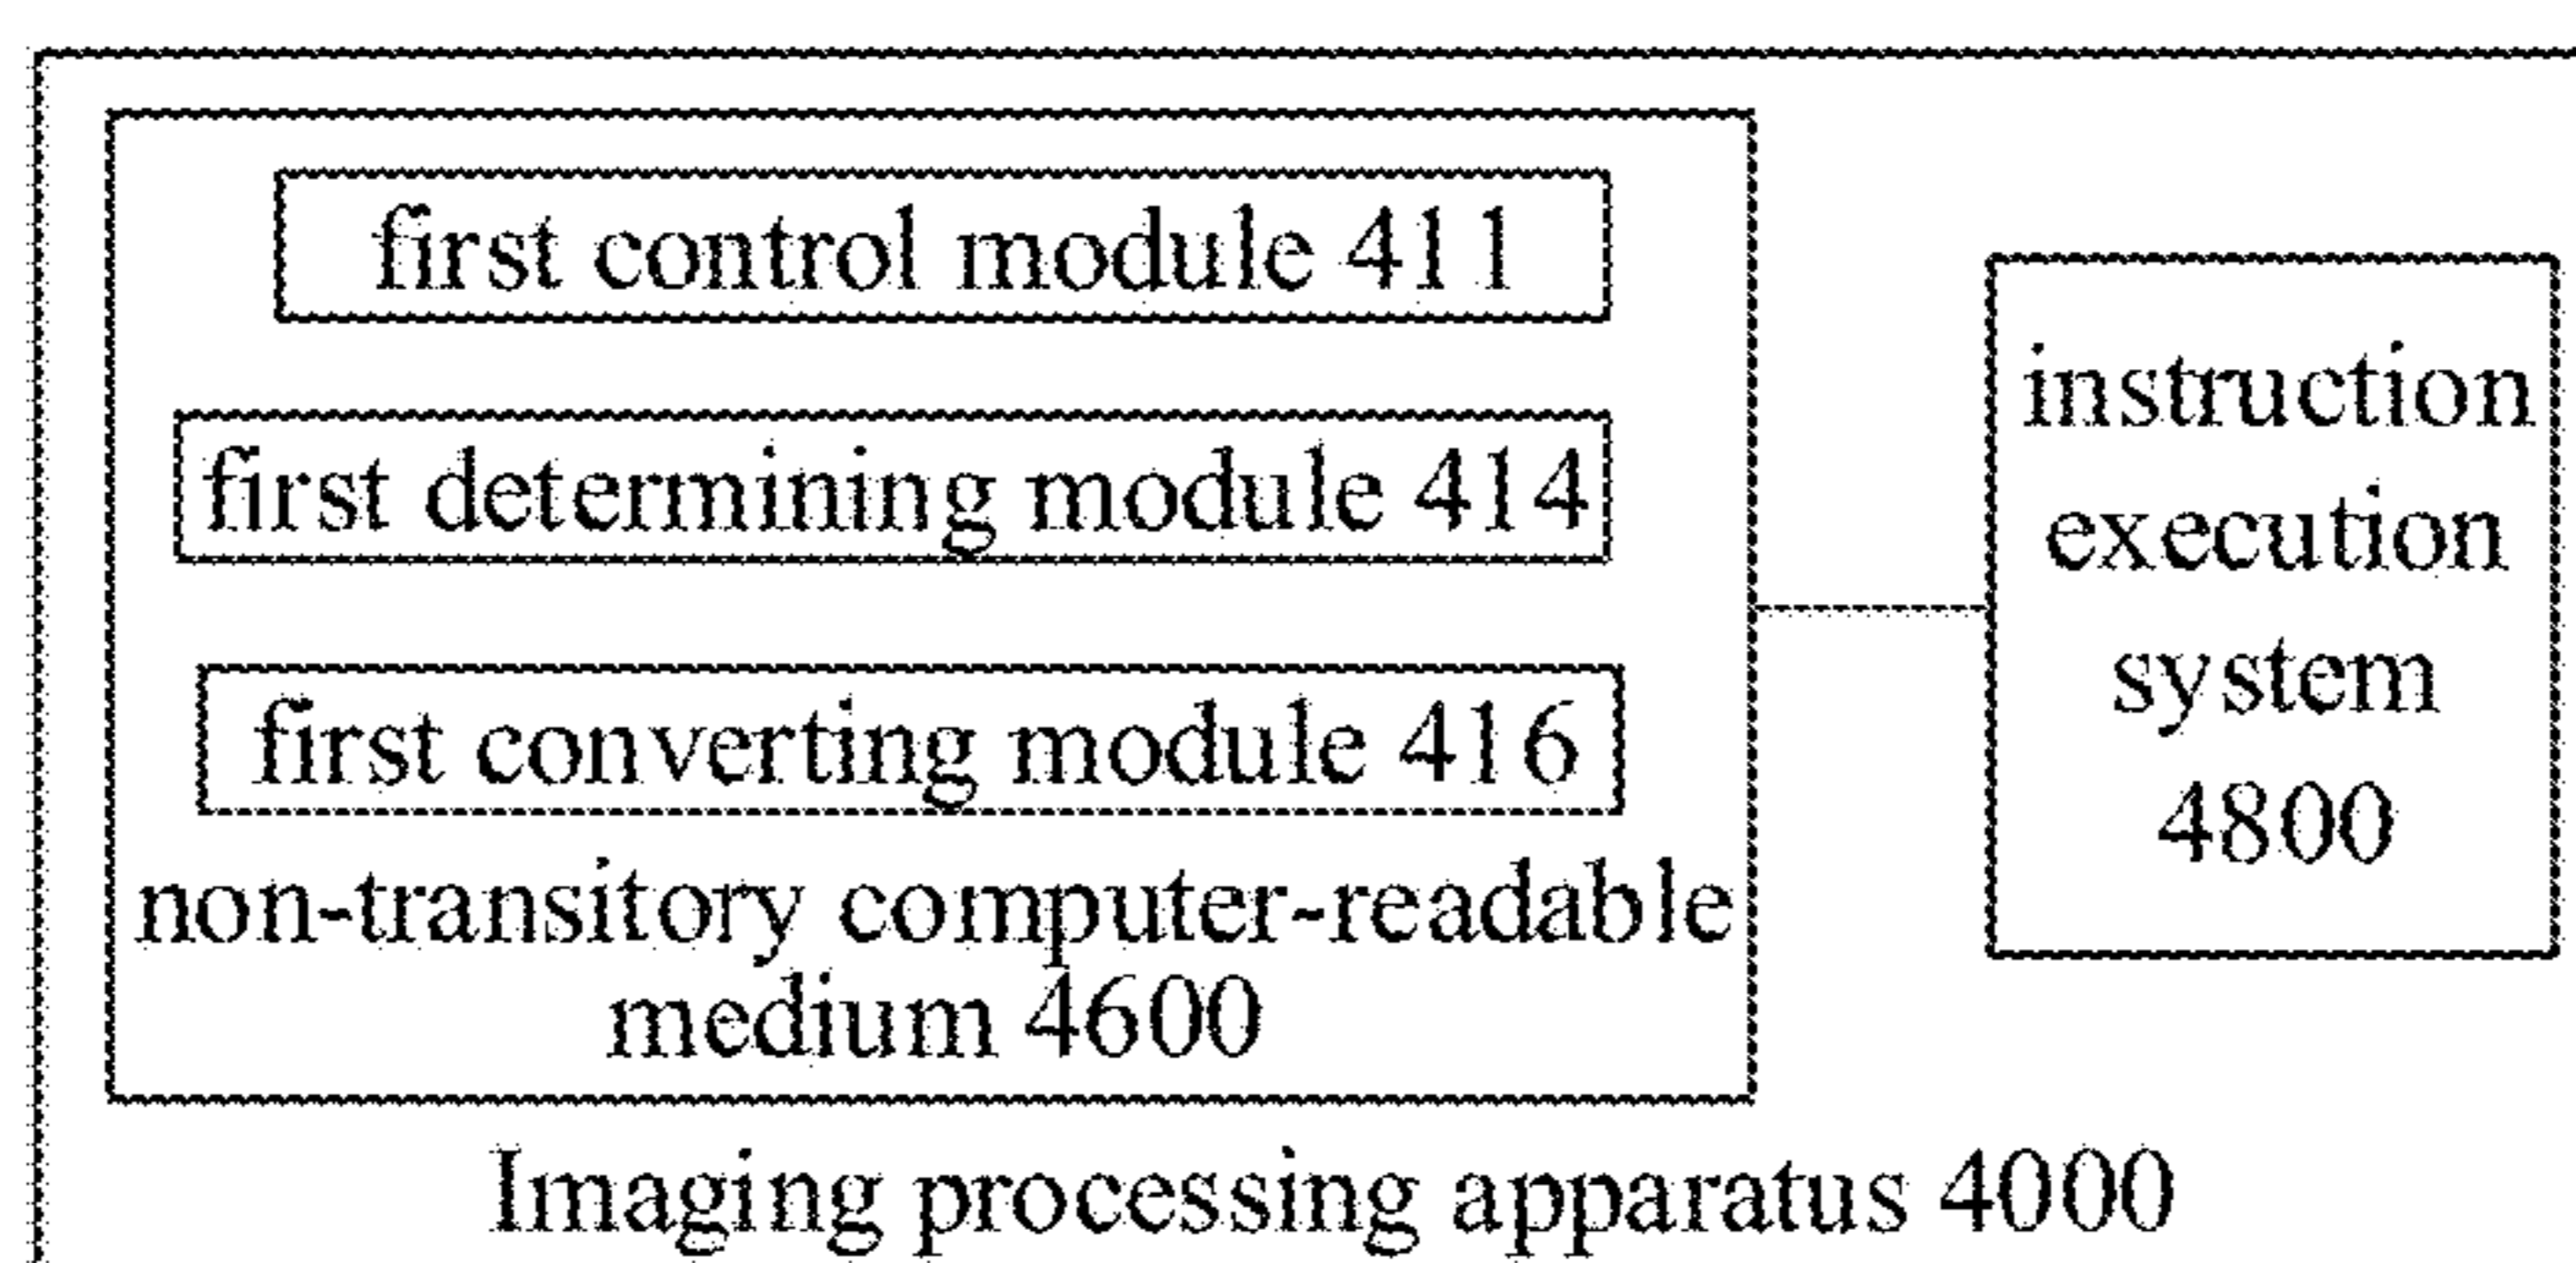 first control module 411
first determining module 414
first converting module 416
non-transitory computer-readable
medium 4600
instruction
execution
system
4800
Imaging processing apparatus 4000